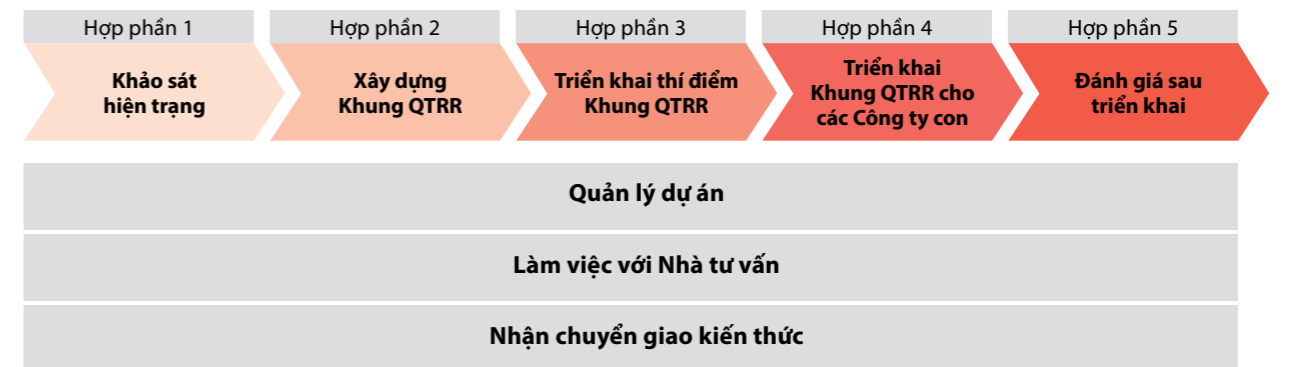 Hợp phần 1
Hợp phần 2
Hợp phần 3
Hợp phần 4
Hợp phần 5
Khảo sát
hiện trạng
Xây dựng
Khung QTRR
Triển khai thí điểm
Khung QTRR
Triển khai
Khung QTRR cho
các Công ty con
Đánh giá sau
triển khai
Quản lý dự án
Làm việc với Nhà tư vấn
Nhận chuyển giao kiến thức